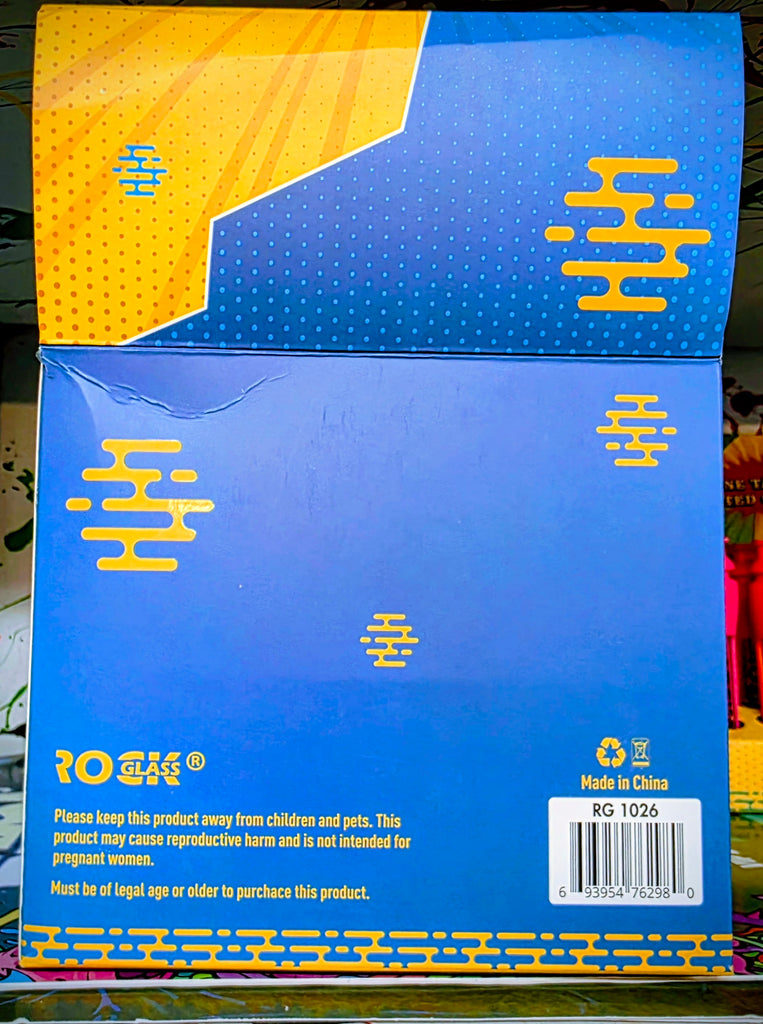 ROCK GLASS®
Please keep this product away from children and pets. This
product may cause reproductive harm and is not intended for
pregnant women.
Must be of legal age or older to purchace this product.
Made in China
RG 1026
6 93954 76298 0
NE T
TED